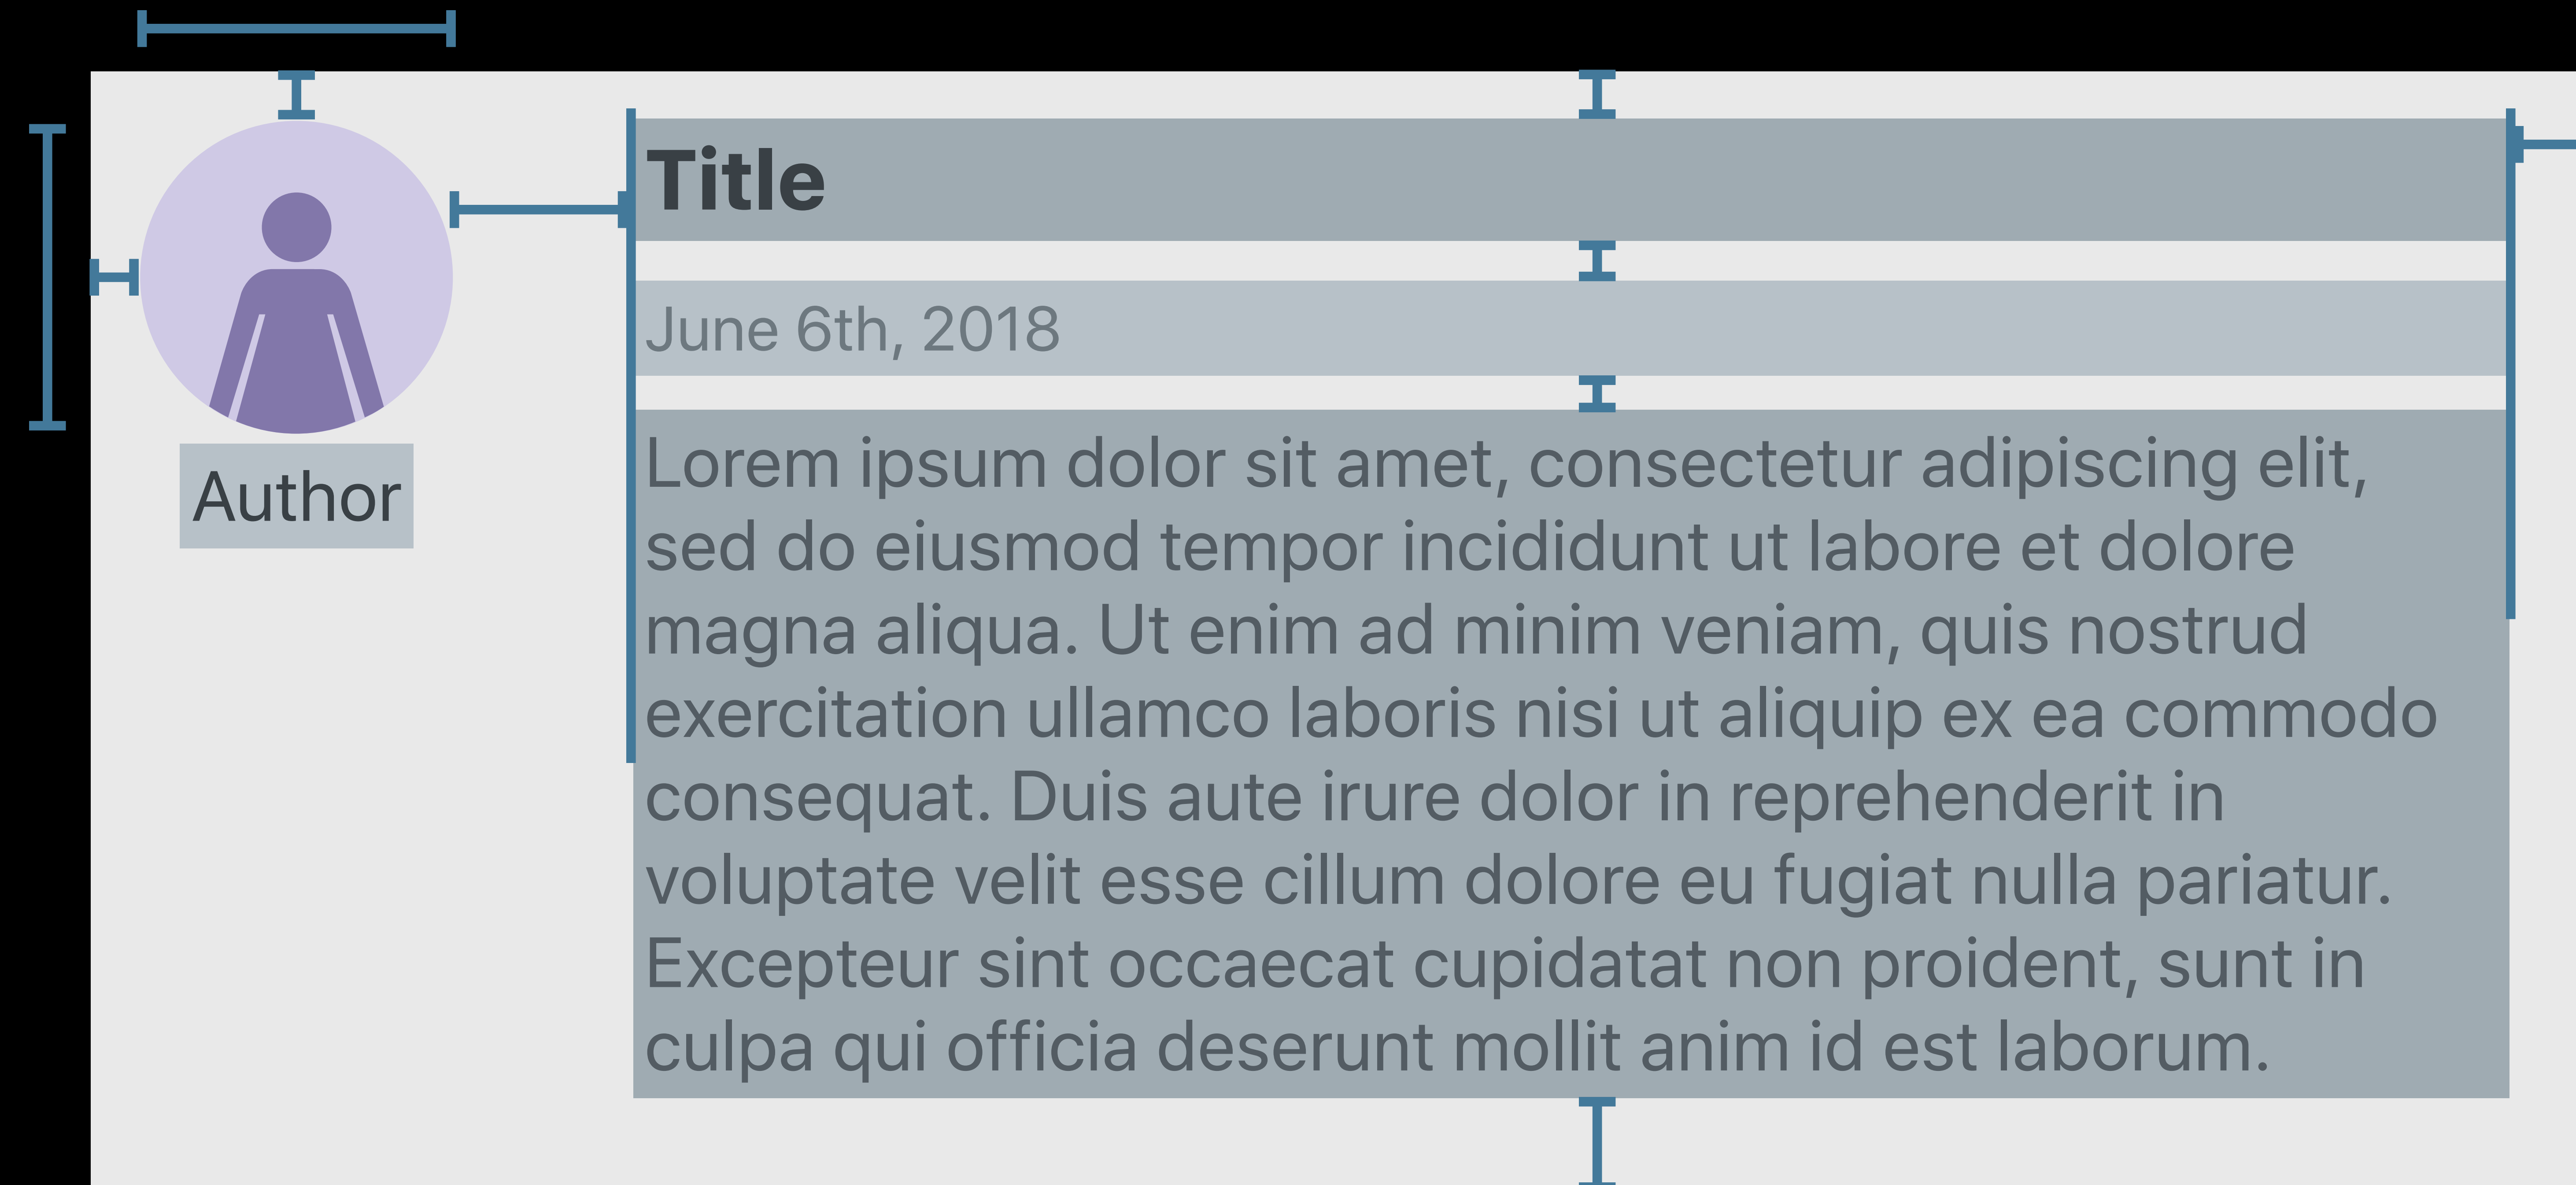 Title
June 6th, 2018
Author
Lorem ipsum dolor sit amet, consectetur adipiscing elit,
sed do eiusmod tempor incididunt ut labore et dolore
magna aliqua. Ut enim ad minim veniam, quis nostrud
exercitation ullamco laboris nisi ut aliquip ex ea commodo
consequat. Duis aute irure dolor in reprehenderit in
voluptate velit esse cillum dolore eu fugiat nulla pariatur.
Excepteur sint occaecat cupidatat non proident, sunt in
culpa qui officia deserunt mollit anim id est laborum.